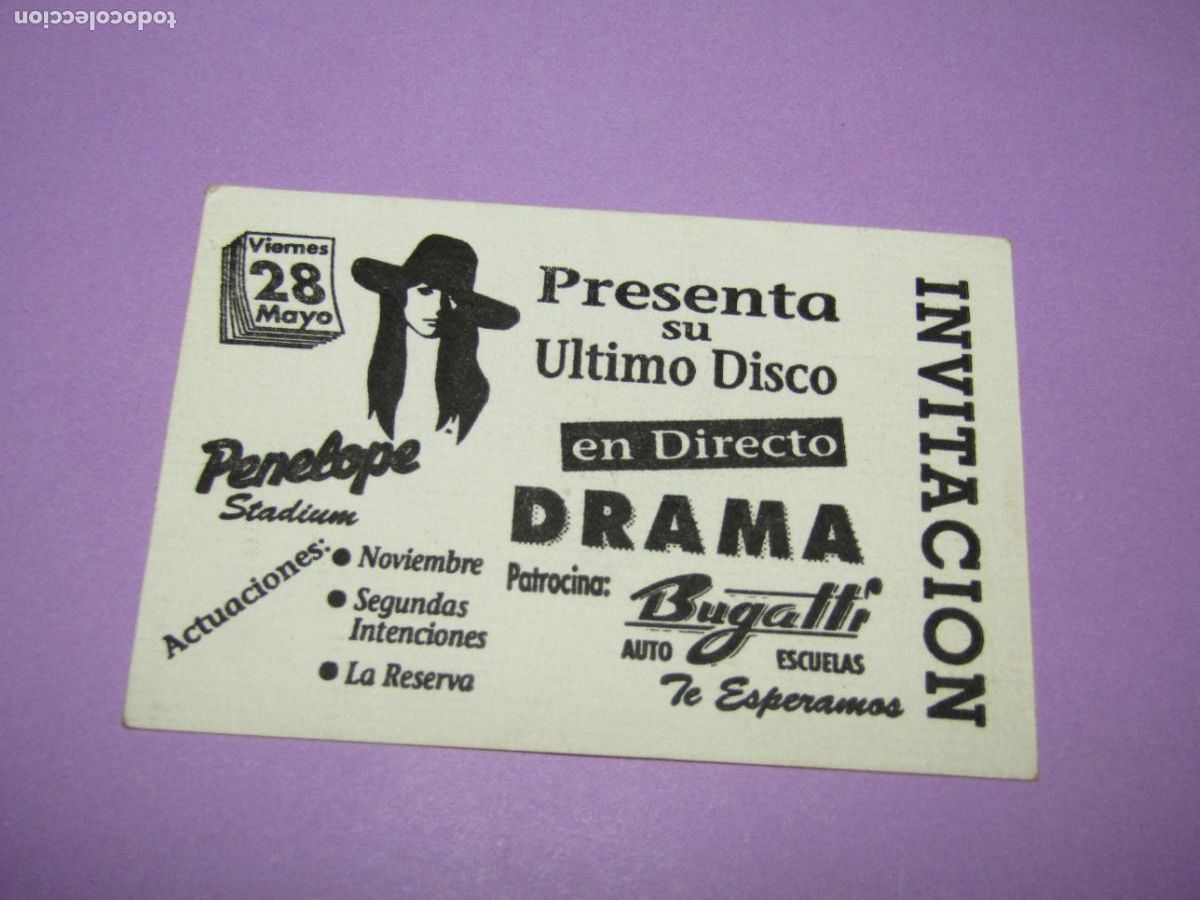 todocoleccion
Viernes
28
Mayo
Penelope
Stadium
Actuaciones:
● Noviembre
● Segundas
Intenciones
● La Reserva
Presenta
su
Ultimo Disco
en Directo
DRAMA
Patrocina:
Bugatti
AUTO ESCUELAS
Te Esperamos
INVITACION